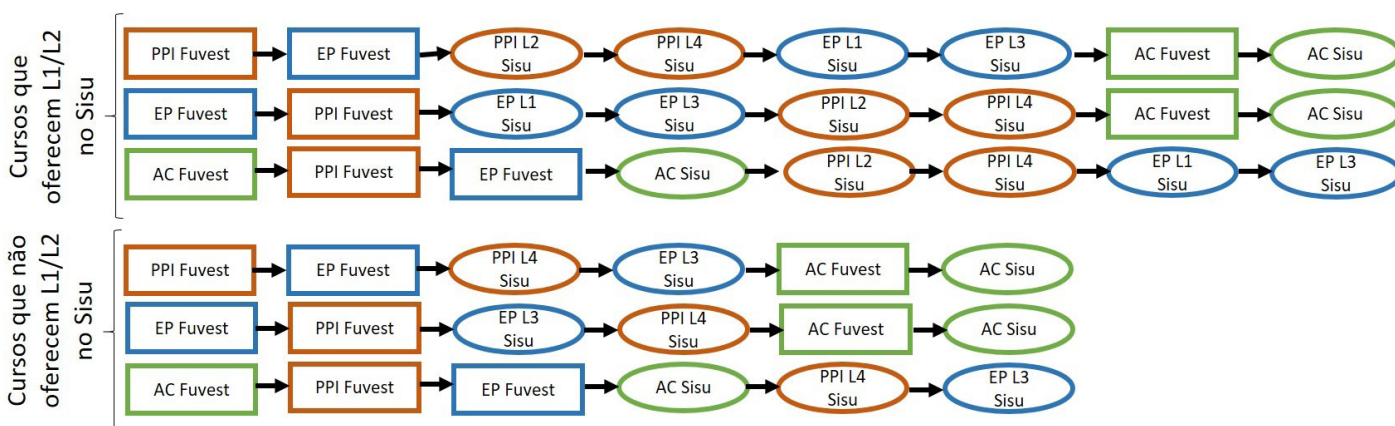 Cursos que
oferecem L1/L2
no Sisu
PPI Fuvest
EP Fuvest
PPI L2
Sisu
PPI L4
Sisu
EP L1
Sisu
EP L3
Sisu
AC Fuvest
AC Sisu
EP Fuvest
PPI Fuvest
EP L1
Sisu
EP L3
Sisu
PPI L2
Sisu
PPI L4
Sisu
AC Fuvest
AC Sisu
AC Fuvest
PPI Fuvest
EP Fuvest
AC Sisu
PPI L2
Sisu
PPI L4
Sisu
EP L1
Sisu
EP L3
Sisu
Cursos que não
oferecem L1/L2
no Sisu
PPI Fuvest
EP Fuvest
PPI L4
Sisu
EP L3
Sisu
AC Fuvest
AC Sisu
EP Fuvest
PPI Fuvest
EP L3
Sisu
PPI L4
Sisu
AC Fuvest
AC Sisu
AC Fuvest
PPI Fuvest
EP Fuvest
AC Sisu
PPI L4
Sisu
EP L3
Sisu